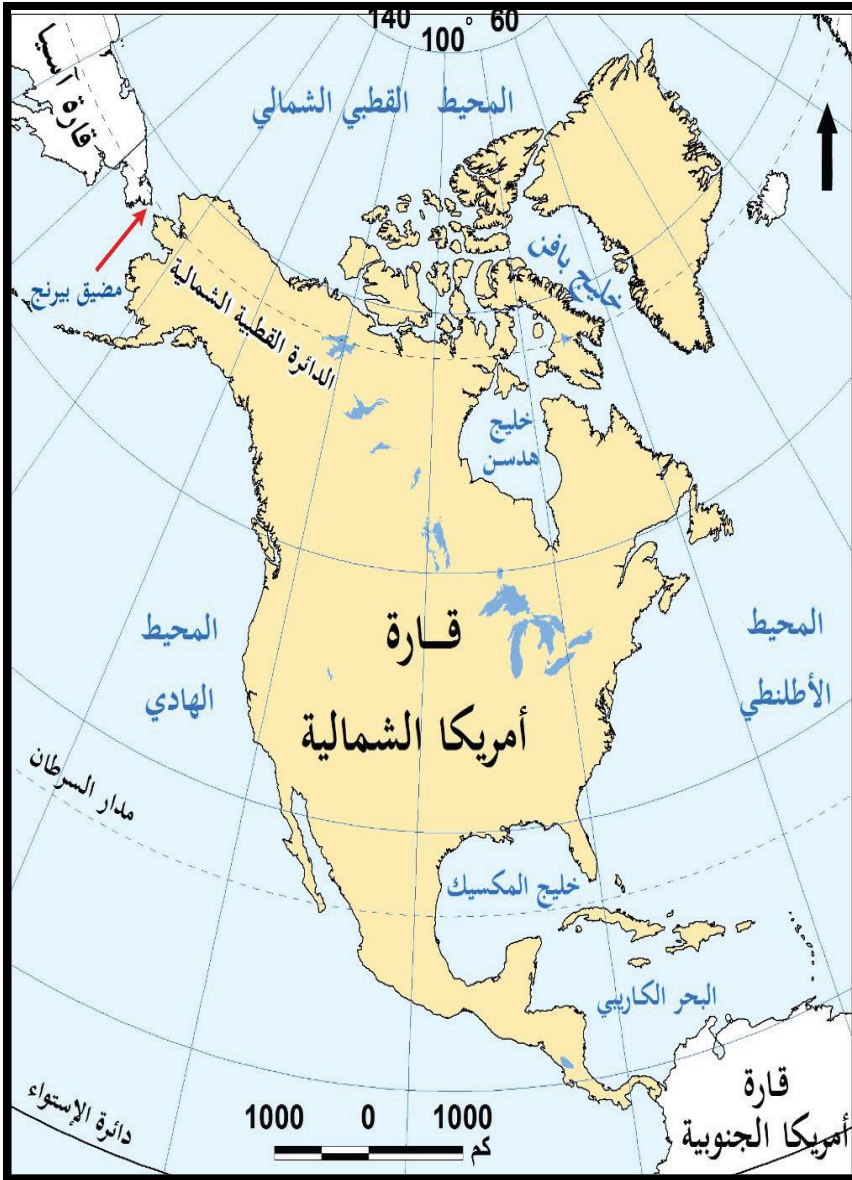 140 100° 60
قارة آسيا
المحيط القطبي الشمالي
خليج بافن
مضيق بيرنج
الدائرة القطبية الشمالية
خليج
هدسن
قارة
أمريكا الشمالية
المحيط
الهادي
المحيط
الأطلنطي
مدار السرطان
خليج المكسيك
البحر الكاريبي
قارة
أمريكا الجنوبية
دائرة الإستواء
1000 0 1000
كم